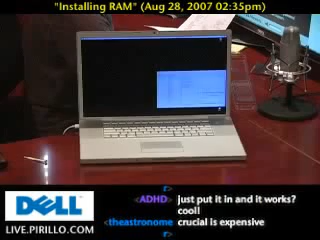 "Installing RAM" (Aug 28, 2007 02:35pm)
DELL
LIVE.PIRILLO.COM
<ADHD> just put it in and it works?
cool!
<theastronome crucial is expensive